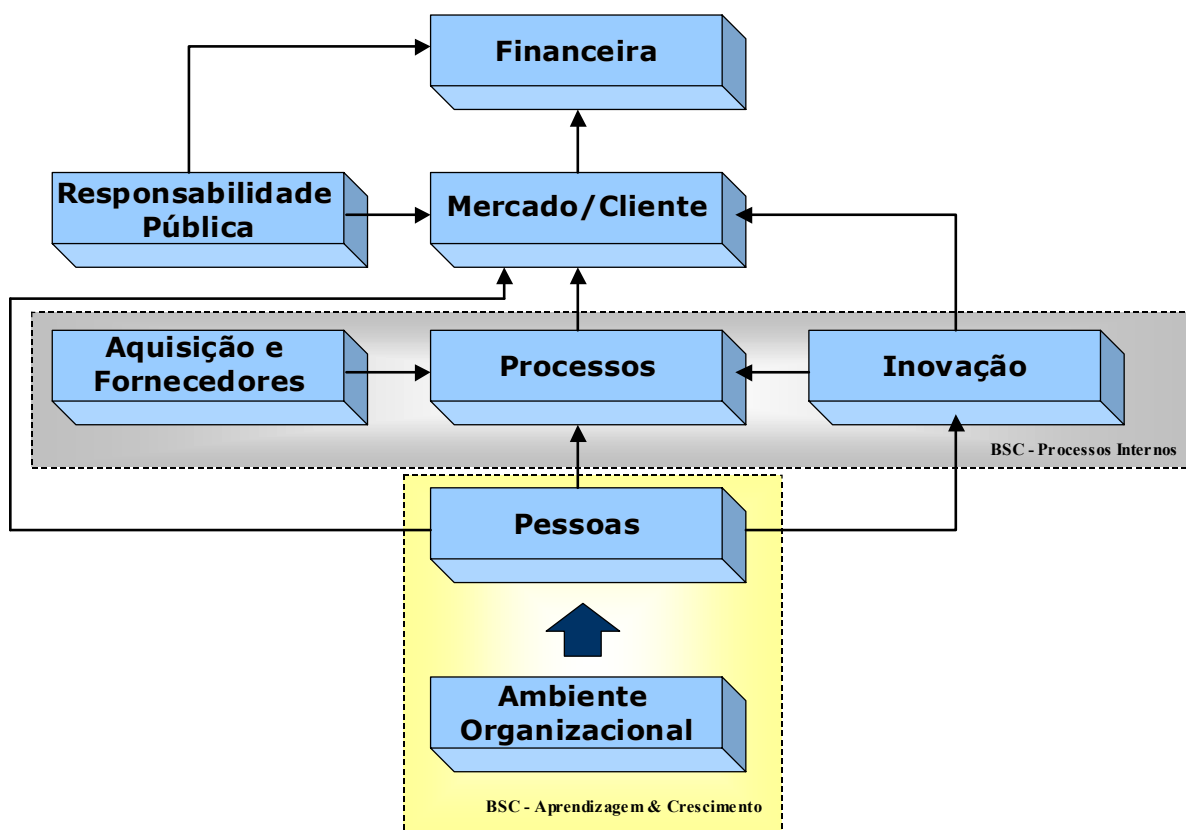 Financeira
Responsabilidade
Pública
Mercado/Cliente
Aquisição e
Fornecedores
Processos
Inovação
BSC - Processos Internos
Pessoas
Ambiente
Organizacional
BSC - Aprendizagem & Crescimento